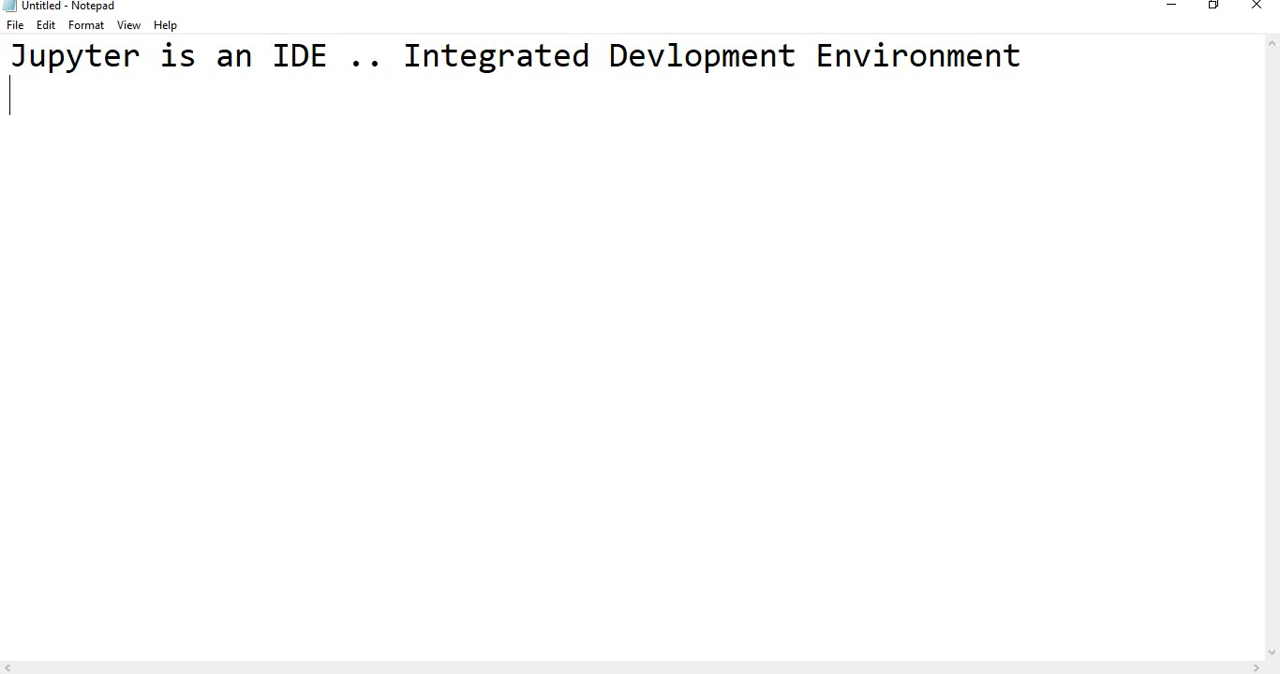 Untitled - Notepad
File Edit Format View Help
Jupyter is an IDE .. Integrated Devlopment Environment